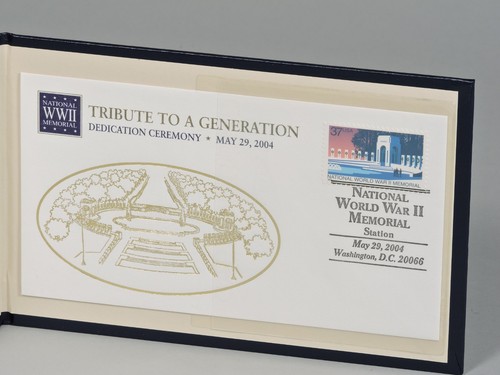 NATIONAL
WWII
MEMORIAL
TRIBUTE TO A GENERATION
DEDICATION CEREMONY • MAY 29, 2004
37
NATIONAL WORLD WAR II MEMORIAL
NATIONAL
WORLD WAR II
MEMORIAL
Station
May 29, 2004
Washington, D.C. 20066